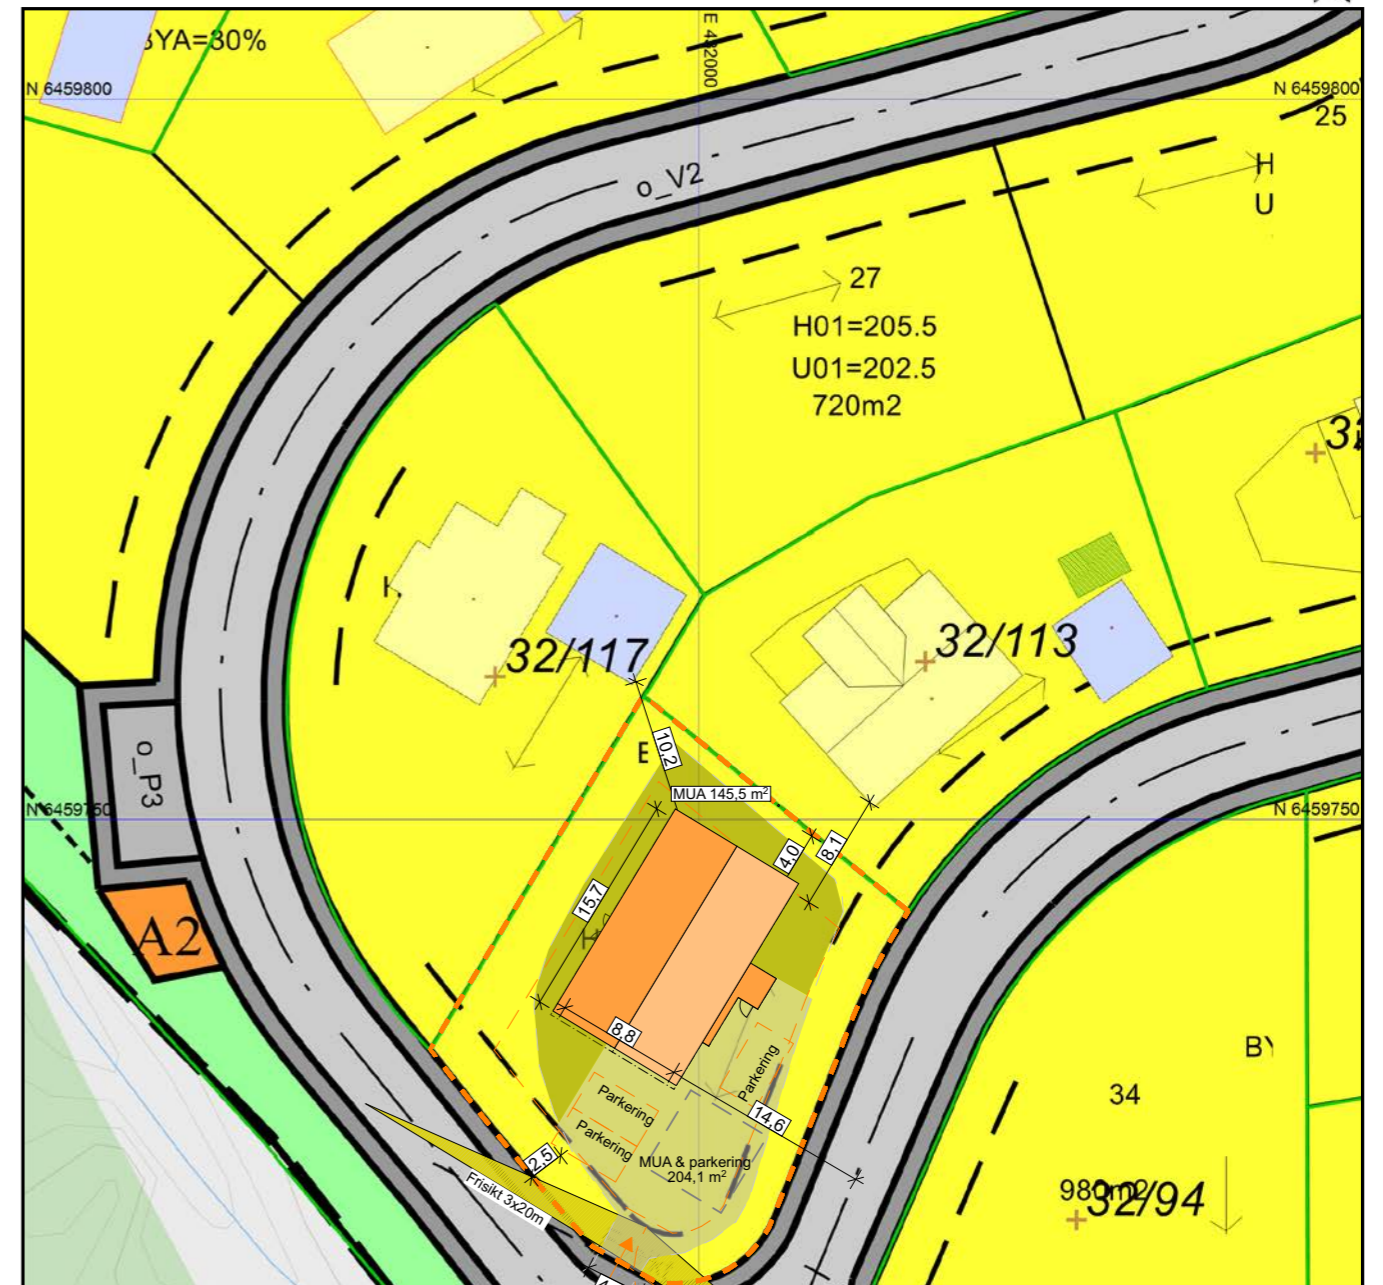 BYA=30%
E 432000
N 6459800
N 6459800
25
o_V2
H
U
27
H01=205.5
U01=202.5
720m2
32/117
32/113
o_P3
10,2
MUA 145,5 m²
N 6459750
N 6459750
4,0
8,1
15,7
A2
8,8
Parkering
Parkering
Parkering
14,6
MUA & parkering
204,1 m²
2,5
Frisikt 3x20m
34
32/94